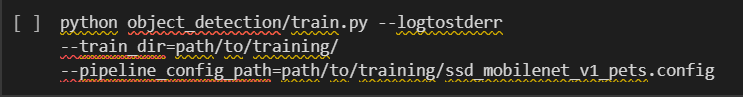 [ ] python object_detection/train.py --logtostderr
--train_dir=path/to/training/
--pipeline_config_path=path/to/training/ssd_mobilenet_v1_pets.config